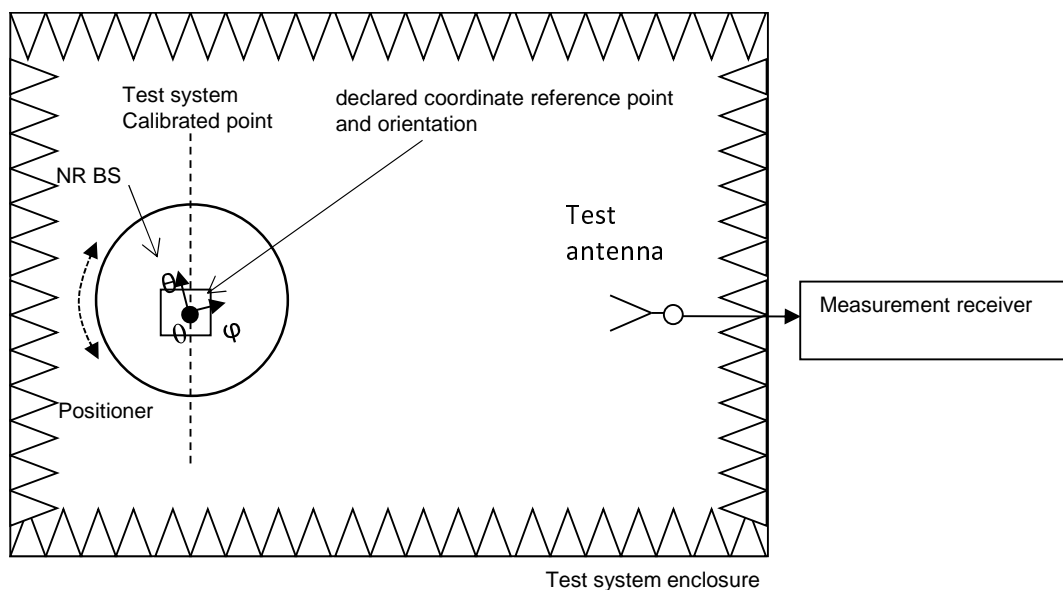 Test system
Calibrated point
declared coordinate reference point
and orientation
NR BS
Test
antenna
Measurement receiver
θ
0
φ
Positioner
Test system enclosure